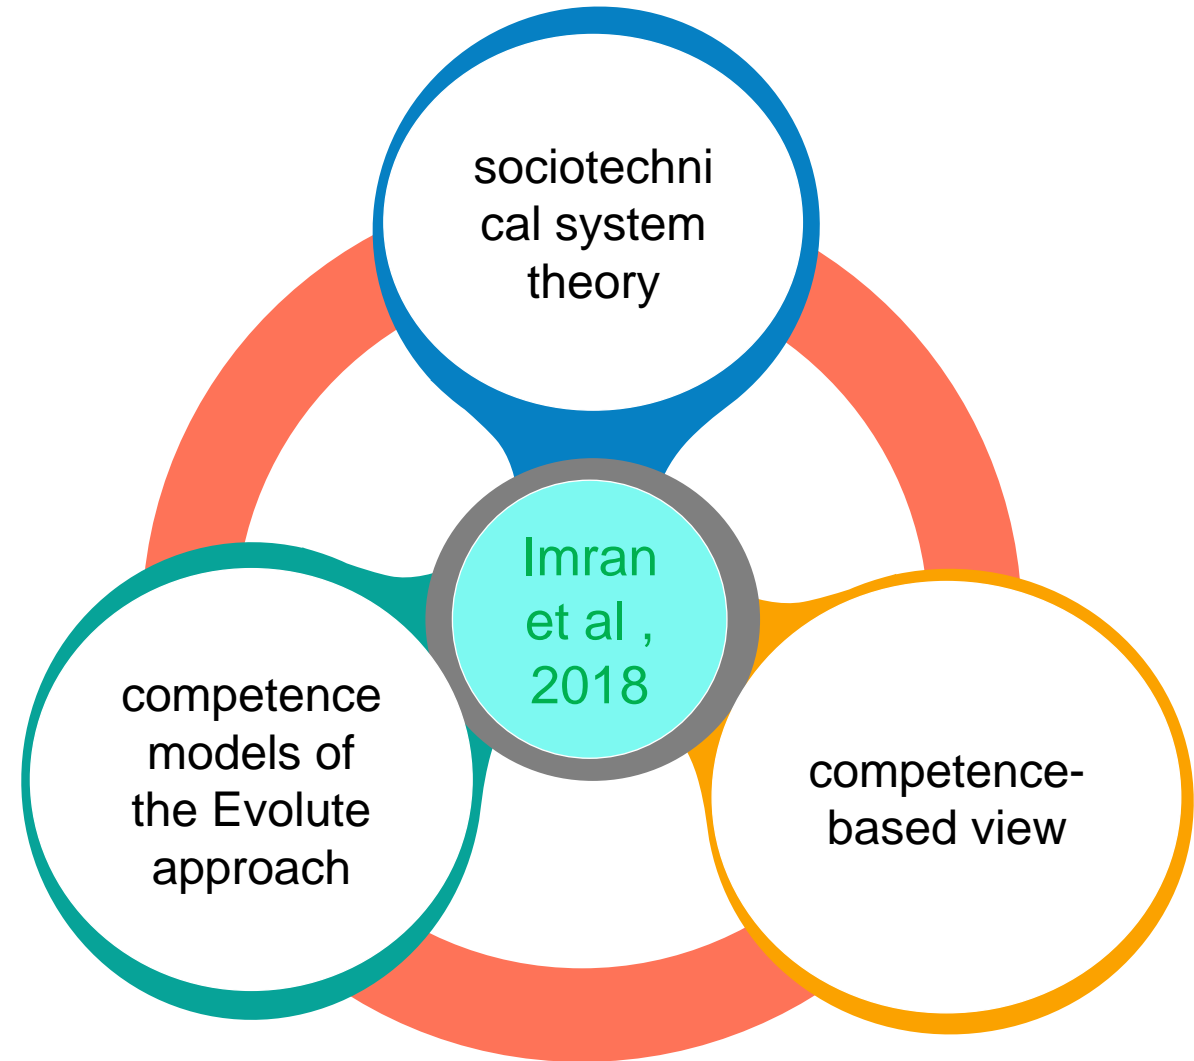 sociotechni
cal system
theory
Imran
et al ,
2018
competence
models of
the Evolute
approach
competence-
based view